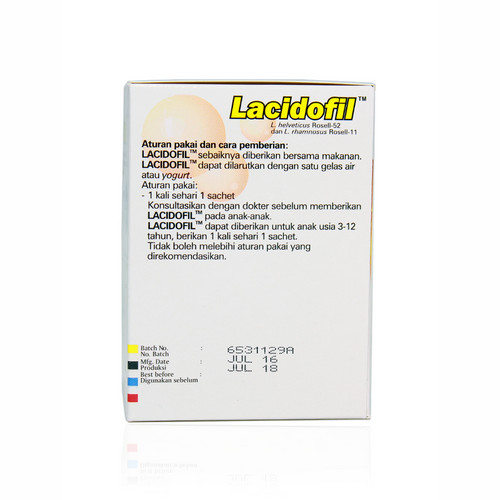 Lacidofil™
L. helveticus Rosell-52
dan L. rhamnosus Rosell-11
Aturan pakai dan cara pemberian:
LACIDOFIL™ sebaiknya diberikan bersama makanan.
LACIDOFIL™ dapat dilarutkan dengan satu gelas air
atau yogurt.
Aturan pakai:
- 1 kali sehari 1 sachet
Konsultasikan dengan dokter sebelum memberikan
LACIDOFIL™ pada anak-anak.
LACIDOFIL™ dapat diberikan untuk anak usia 3-12
tahun, berikan 1 kali sehari 1 sachet.
Tidak boleh melebihi aturan pakai yang
direkomendasikan.
Batch No. : 6531129A
No. Batch
Mfg. Date : JUL 16
Produksi
Best before : JUL 18
Digunakan sebelum